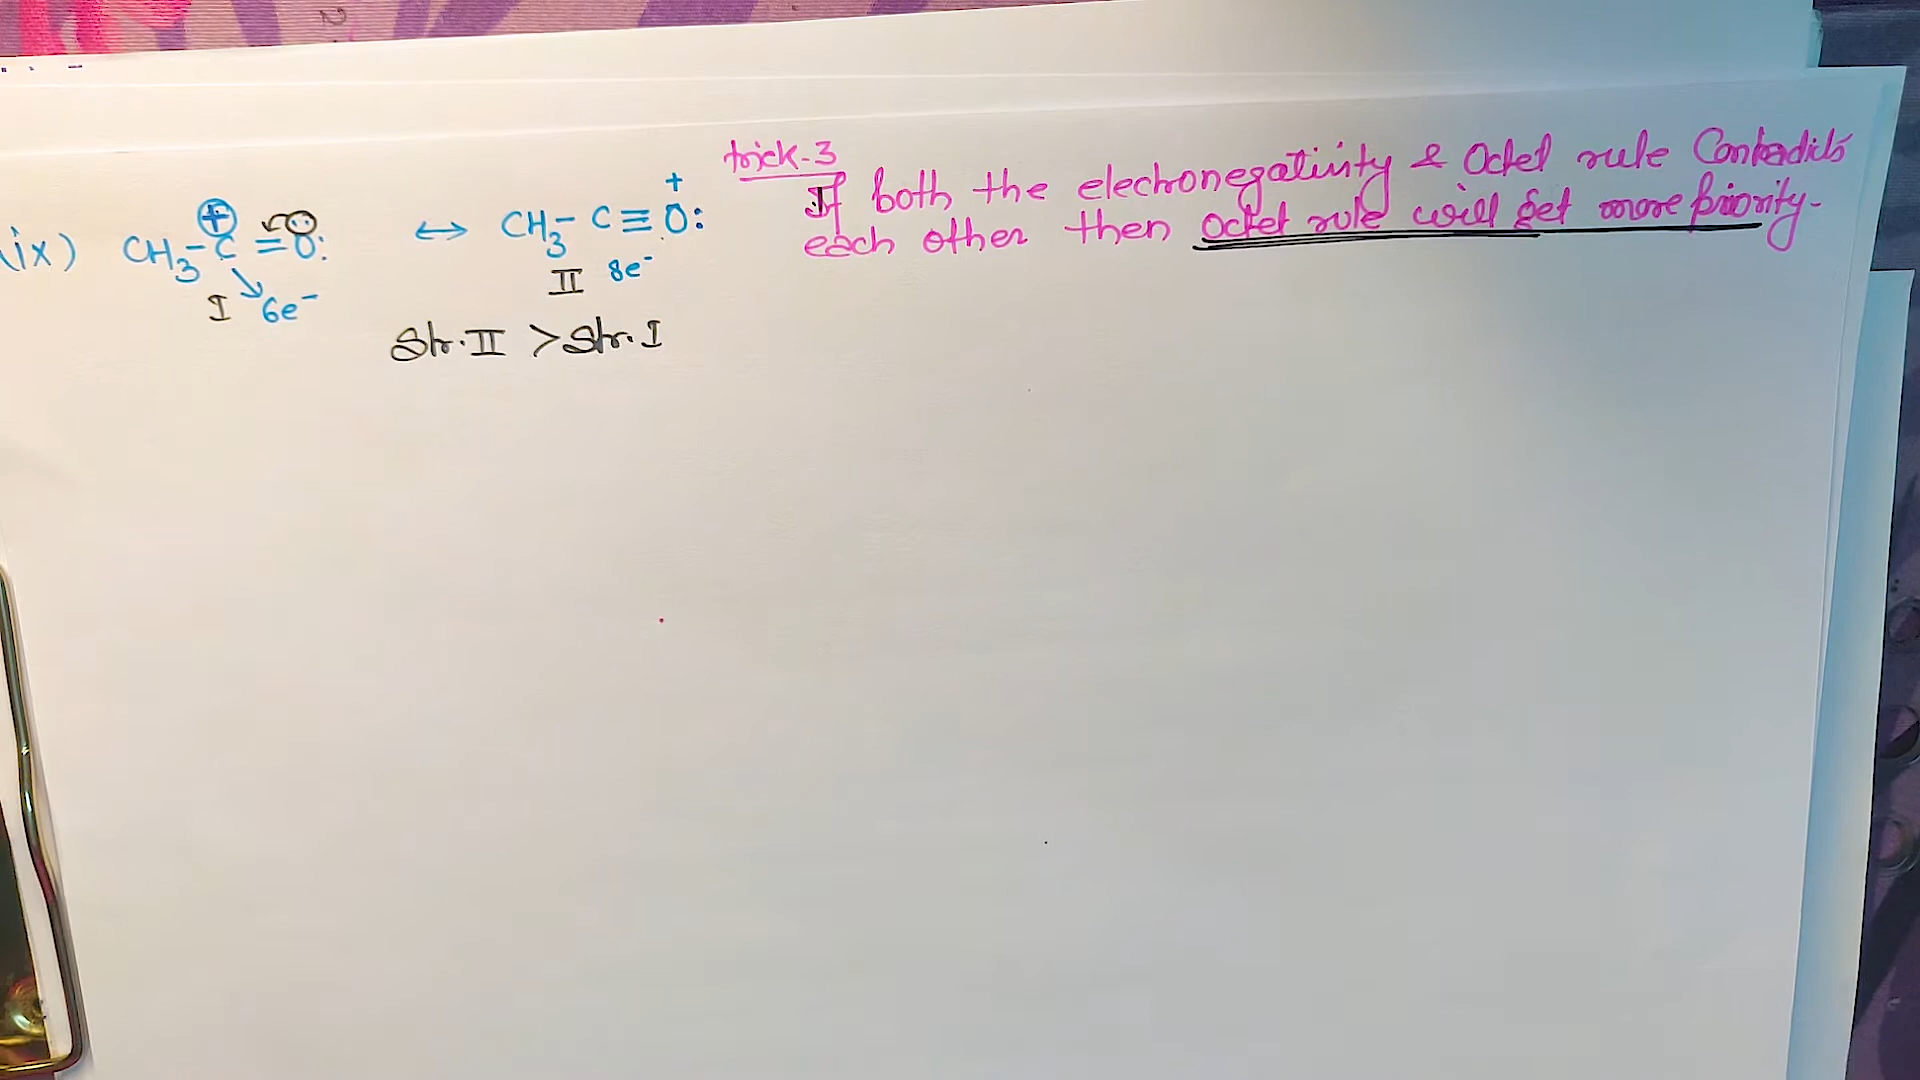 trick-3
If both the electronegativity & Octet rule Contradicts
each other then octet rule will get more priority.
ix) CH₃-C⊕=Ö: ↔ CH₃-C≡O⁺:
I 6e⁻ II 8e⁻
Str.II > Str.I